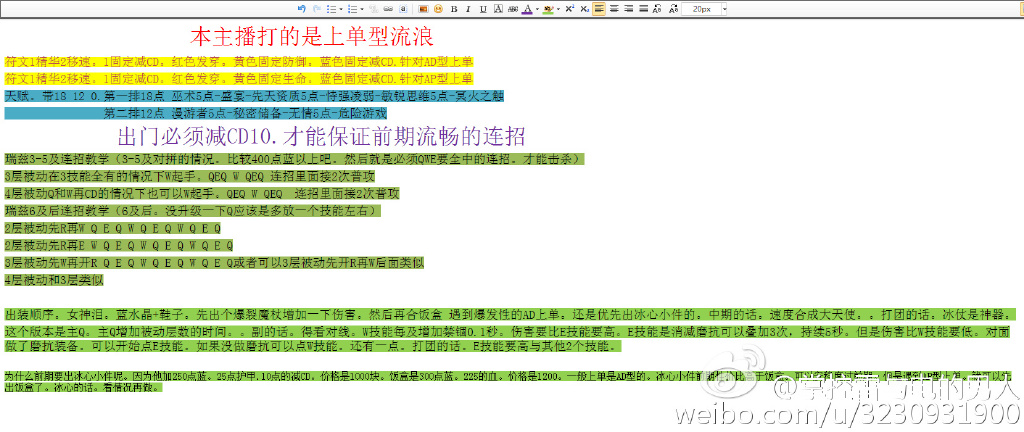 20px
本主播打的是上单型流浪
符文1精华2移速。1固定减CD。红色发穿。黄色固定防御。蓝色固定减CD.针对AD型上单
符文1精华2移速。1固定减CD。红色发穿。黄色固定生命。蓝色固定减CD.针对AP型上单
天赋。带18 12 0.第一排18点 巫术5点-盛宴-先天资质5点-恃强凌弱-敏锐思维5点-冥火之触
第二排12点 漫游者5点-秘密储备-无情5点-危险游戏
出门必须减CD10.才能保证前期流畅的连招
瑞兹3-5及连招教学（3-5及对拼的情况。比较400点蓝以上吧。然后就是必须QWE要全中的连招。才能击杀）
3层被动在3技能全有的情况下W起手。QEQ W QEQ 连招里面接2次普攻
4层被动Q和W再CD的情况下也可以W起手。QEQ W QEQ 连招里面接2次普攻
瑞兹6及后连招教学（6及后。没升级一下Q应该是多放一个技能左右）
2层被动先R再W Q E Q W Q E Q W Q E Q
2层被动先R再E W Q E Q W Q E Q W Q E Q
3层被动先W再开R Q E Q W Q E Q W Q E Q或者可以3层被动先开R再W后面类似
4层被动和3层类似
出装顺序。女神泪。蓝水晶+鞋子。先出个爆裂魔杖增加一下伤害。然后再合饭盒 遇到爆发性的AD上单。还是优先出冰心小件的。中期的话。速度合成大天使。。打团的话。冰杖是神器。
这个版本是主Q。主Q增加被动层数的时间。。副的话。得看对线。W技能每及增加禁锢0.1秒。伤害要比E技能要高。E技能是消减磨抗可以叠加3次，持续5秒。但是伤害比W技能要低。对面
做了磨抗装备。可以开始点E技能。如果没做磨抗可以点W技能。还有一点。打团的话。E技能要高与其他2个技能。
为什么前期要出冰心小件呢。因为他加250点蓝。25点护甲.10点的减CD。价格是1000块。饭盒是300点蓝。225的血。价格是1200。一般上单是AD型的。冰心小件前期性价比
出饭盒了。冰心的话。看情况再做。
@掌控雷与电的男人
weibo.com/u/3230931900